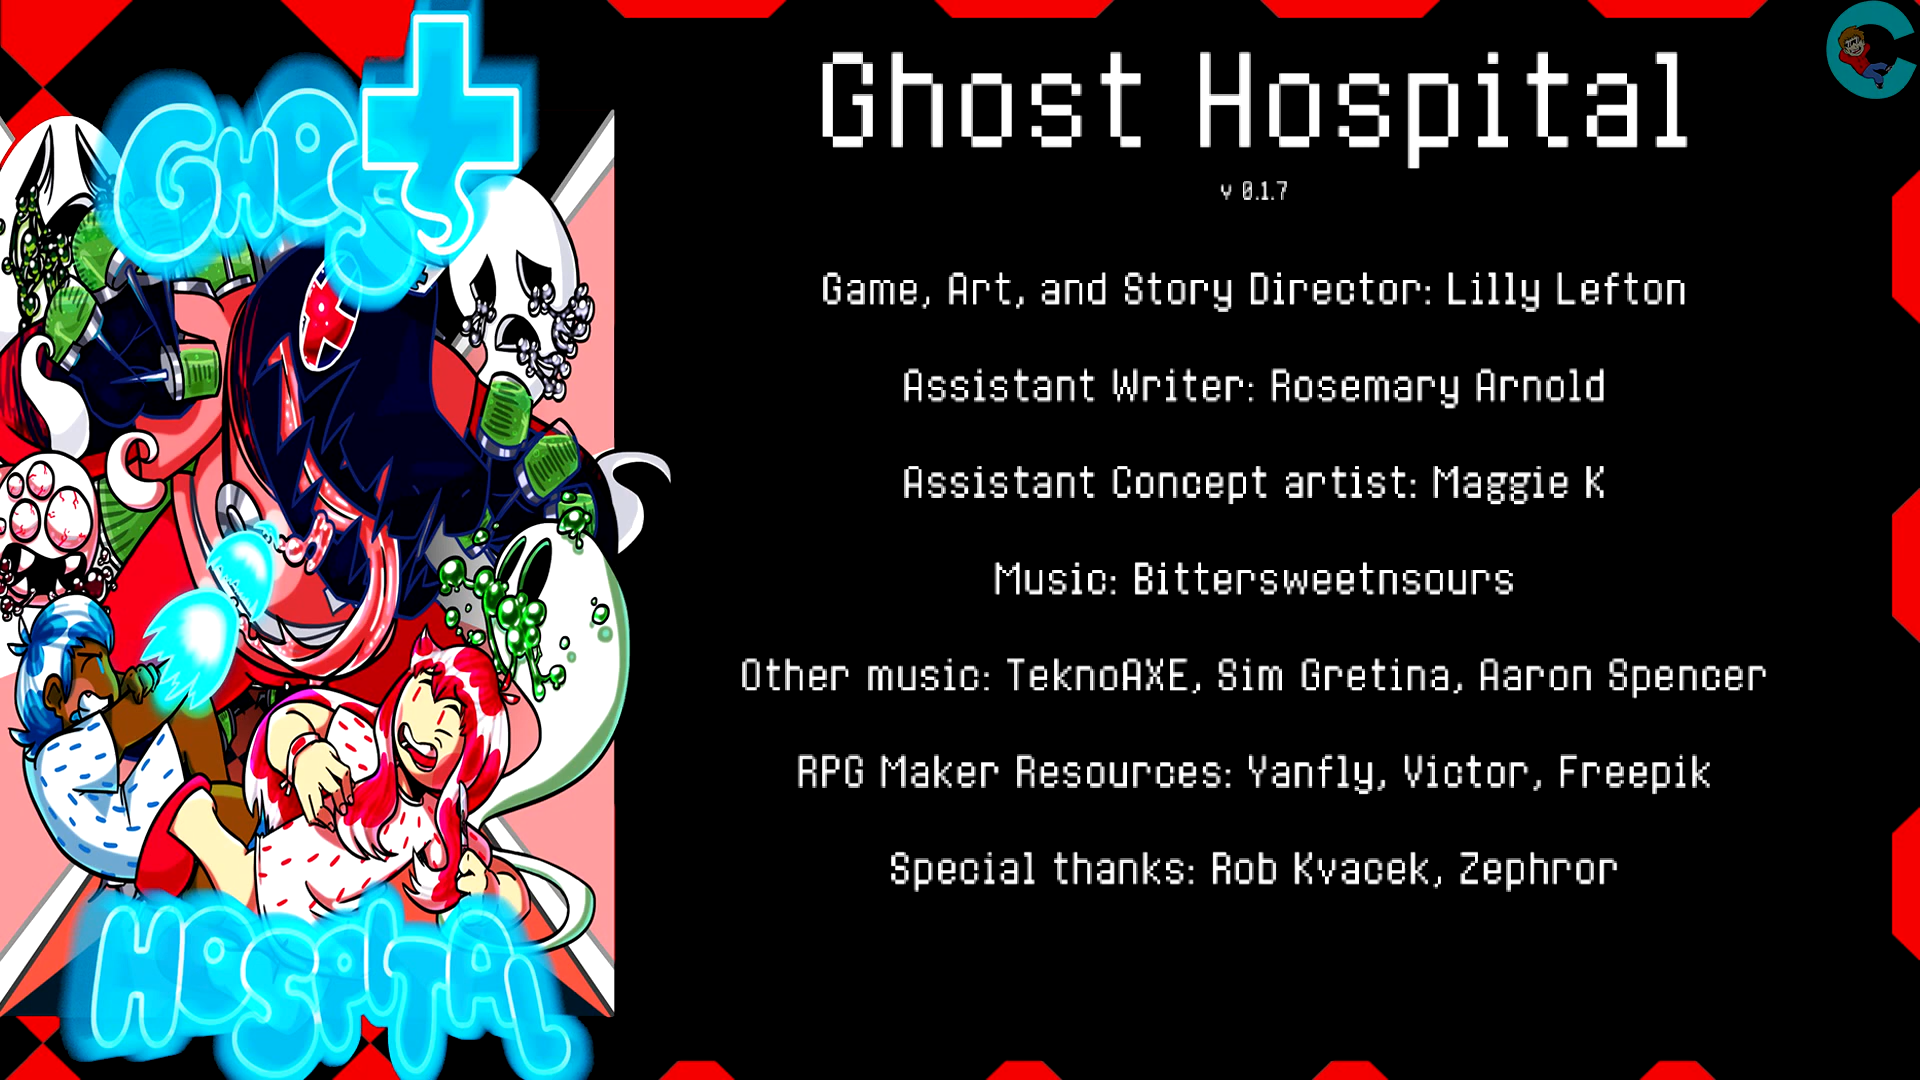 GHOST
HOSPITAL
Ghost Hospital
v 0.1.7
Game, Art, and Story Director: Lilly Lefton
Assistant Writer: Rosemary Arnold
Assistant Concept artist: Maggie K
Music: Bittersweetnsours
Other music: TeknoAXE, Sim Gretina, Aaron Spencer
RPG Maker Resources: Yanfly, Victor, Freepik
Special thanks: Rob Kvacek, Zephror